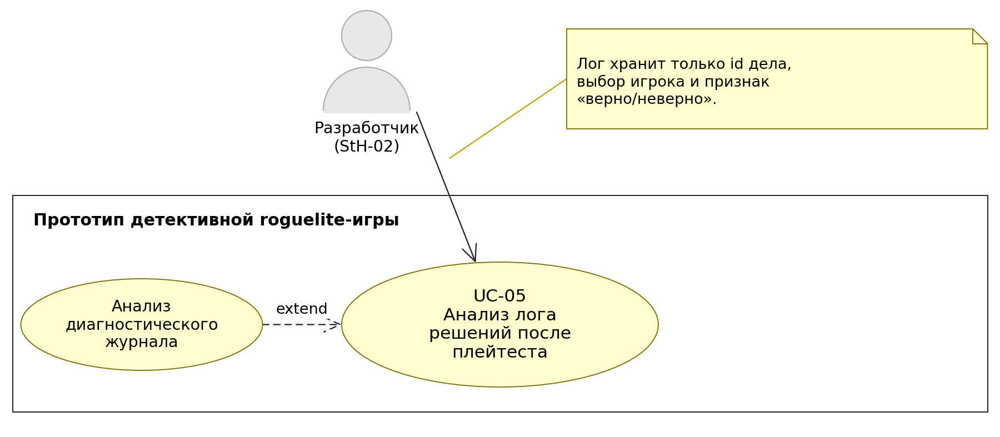 Лог хранит только id дела,
выбор игрока и признак
«верно/неверно».
Разработчик
(StH-02)
Прототип детективной roguelite-игры
Анализ
диагностического
журнала
extend
UC-05
Анализ лога
решений после
плейтеста